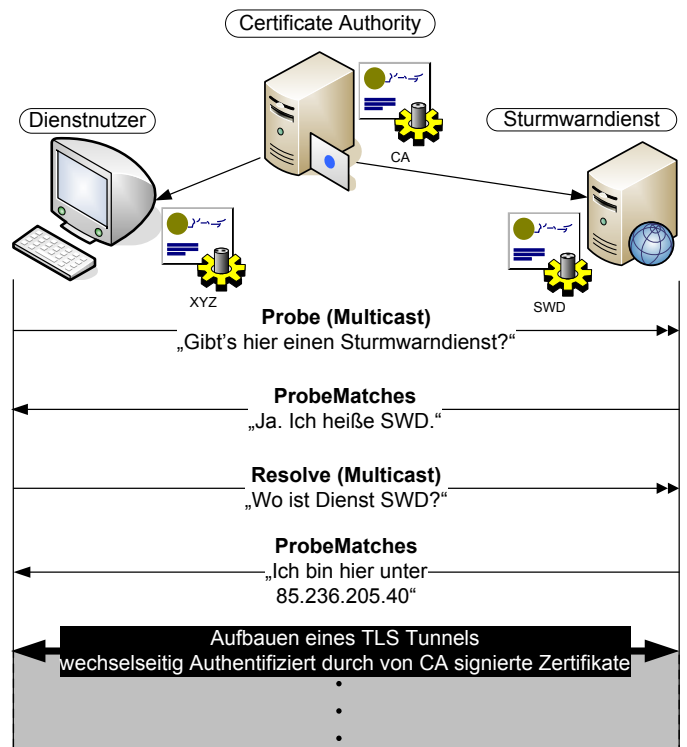 Certificate Authority
Dienstnutzer
Sturmwarndienst
CA
XYZ
SWD
Probe (Multicast)
„Gibt's hier einen Sturmwarndienst?“
ProbeMatches
„Ja. Ich heiße SWD.“
Resolve (Multicast)
„Wo ist Dienst SWD?“
ProbeMatches
„Ich bin hier unter
85.236.205.40“
Aufbauen eines TLS Tunnels
wechselseitig Authentifiziert durch von CA signierte Zertifikate